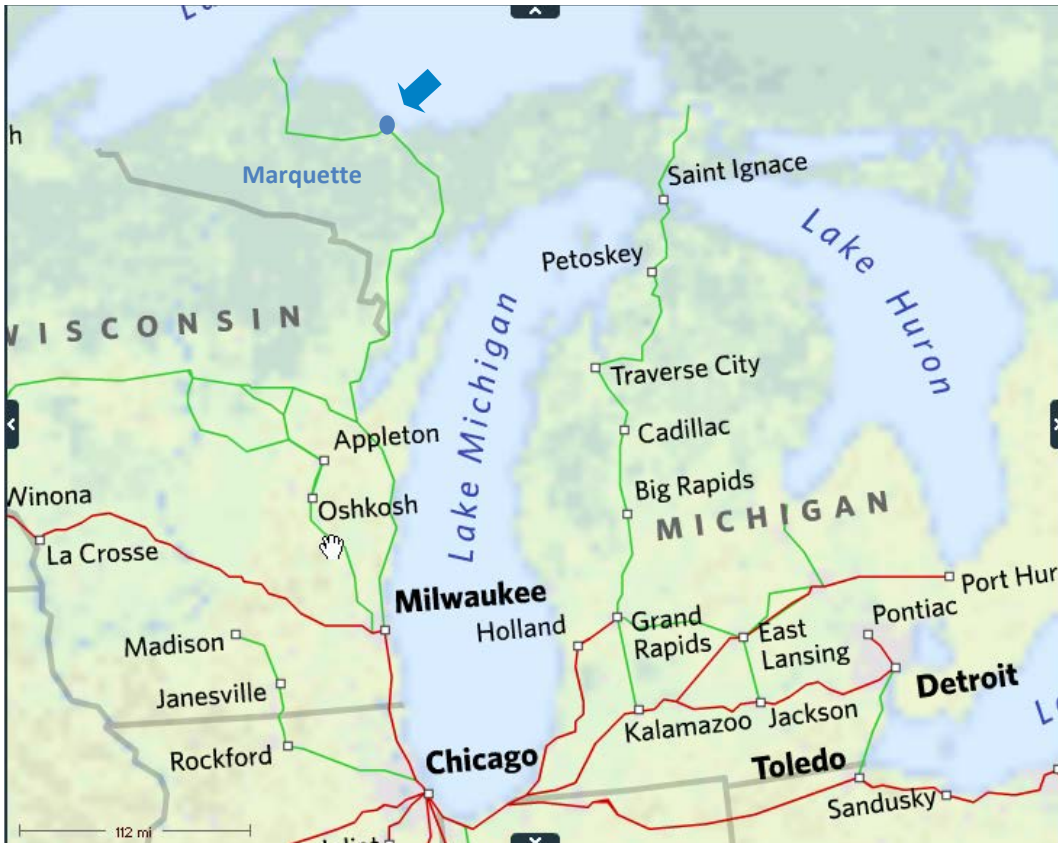 h
Marquette
Saint Ignace
Petoskey
Lake Huron
WISCONSIN
Lake Michigan
Traverse City
Appleton
Cadillac
Winona
Oshkosh
Big Rapids
MICHIGAN
La Crosse
Milwaukee
Port Hur
Holland
Grand
Rapids
Pontiac
Madison
East
Lansing
Janesville
Detroit
Kalamazoo
Jackson
Rockford
Chicago
Toledo
Sandusky
112 mi